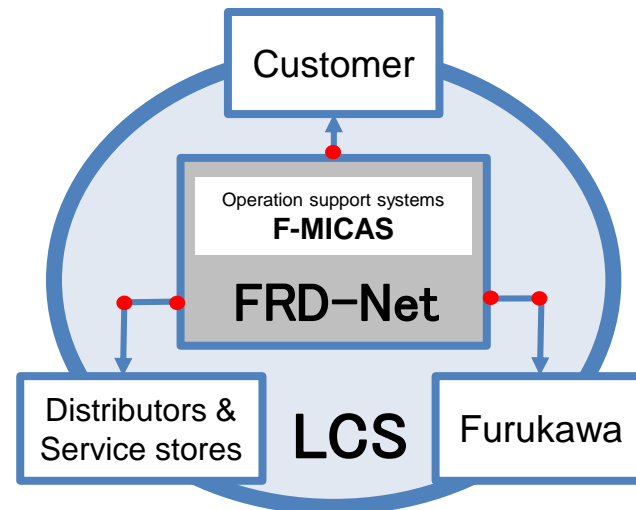 Customer
Operation support systems
F-MICAS
FRD-Net
Distributors &
Service stores
LCS
Furukawa